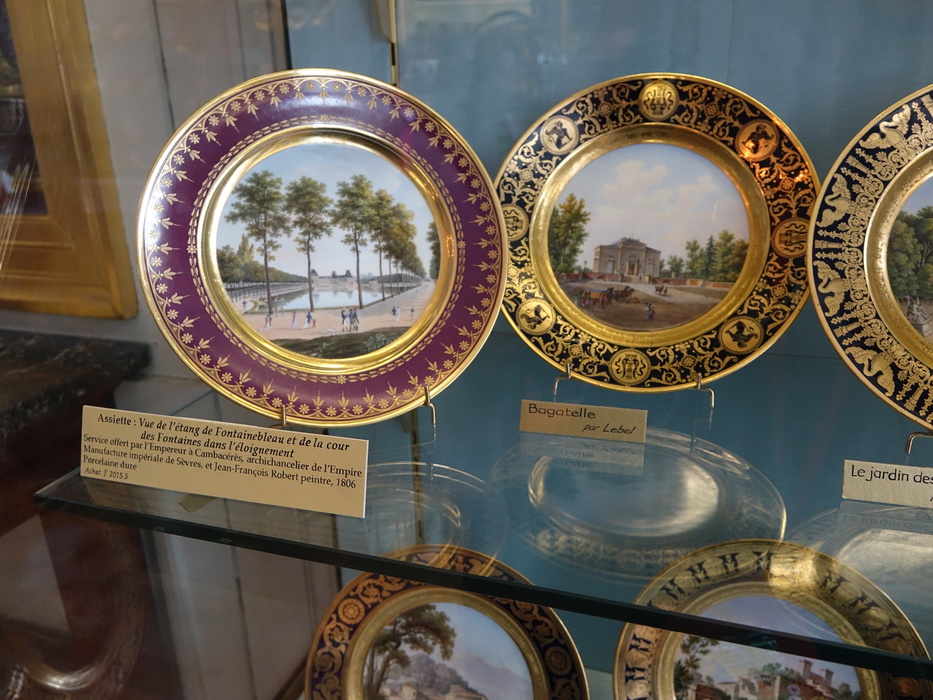 Assiette : Vue de l'étang de Fontainebleau et de la cour
des Fontaines dans l'éloignement
Service offert par l'Empereur à Cambacérès, archichancelier de l'Empire
Manufacture impériale de Sèvres, et Jean-François Robert peintre, 1806
Porcelaine dure
Achat. F 2015.5
Bagatelle
par Lebel
Le jardin des